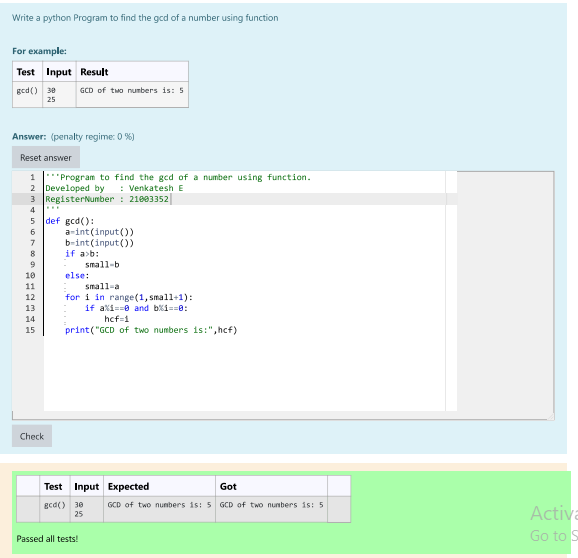 Write a python Program to find the gcd of a number using function
For example:
Test Input Result
gcd() 30 GCD of two numbers is: 5
25
Answer: (penalty regime: 0 %)
Reset answer
1 '''Program to find the gcd of a number using function.
2 Developed by : Venkatesh E
3 RegisterNumber : 21003352
4 '''
5 def gcd():
6 a=int(input())
7 b=int(input())
8 if a>b:
9 small=b
10 else:
11 small=a
12 for i in range(1,small+1):
13 if a%i==0 and b%i==0:
14 hcf=i
15 print("GCD of two numbers is:",hcf)
Check
Test Input Expected Got
gcd() 30 GCD of two numbers is: 5 GCD of two numbers is: 5
25
Passed all tests!
Activa
Go to S